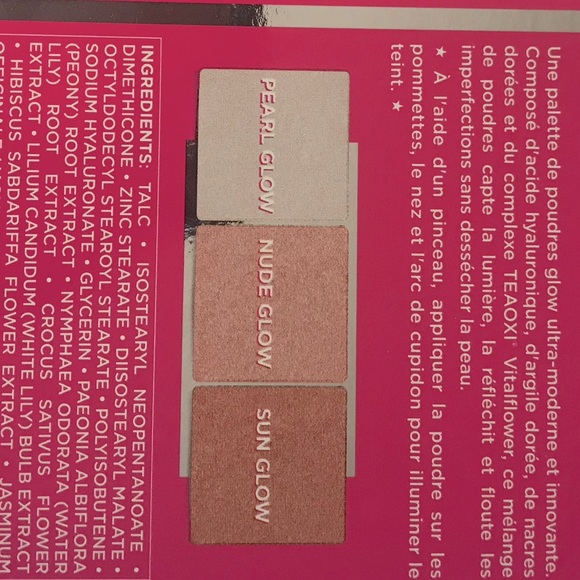 Une palette de poudres glow ultra-moderne et innovante.
Composé d'acide hyaluronique, d'argile dorée, de nacres
dorées et du complexe TEAOXI® Vitalflower, ce mélange
de poudres capte la lumière, la réfléchit et floute les
imperfections sans dessécher la peau.
★ À l'aide d'un pinceau, appliquer la poudre sur les
pommettes, le nez et l'arc de cupidon pour illuminer le
teint. ★
PEARL GLOW
NUDE GLOW
SUN GLOW
INGREDIENTS: TALC • ISOSTEARYL NEOPENTANOATE •
DIMETHICONE • ZINC STEARATE • DIISOSTEARYL MALATE •
OCTYLDODECYL STEAROYL STEARATE • POLYISOBUTENE •
SODIUM HYALURONATE • GLYCERIN • PAEONIA ALBIFLORA
(PEONY) ROOT EXTRACT • NYMPHAEA ODORATA (WATER
LILY) ROOT EXTRACT • CROCUS SATIVUS FLOWER
EXTRACT • LILIUM CANDIDUM (WHITE LILY) BULB EXTRACT
• HIBISCUS SABDARIFFA FLOWER EXTRACT • JASMINUM